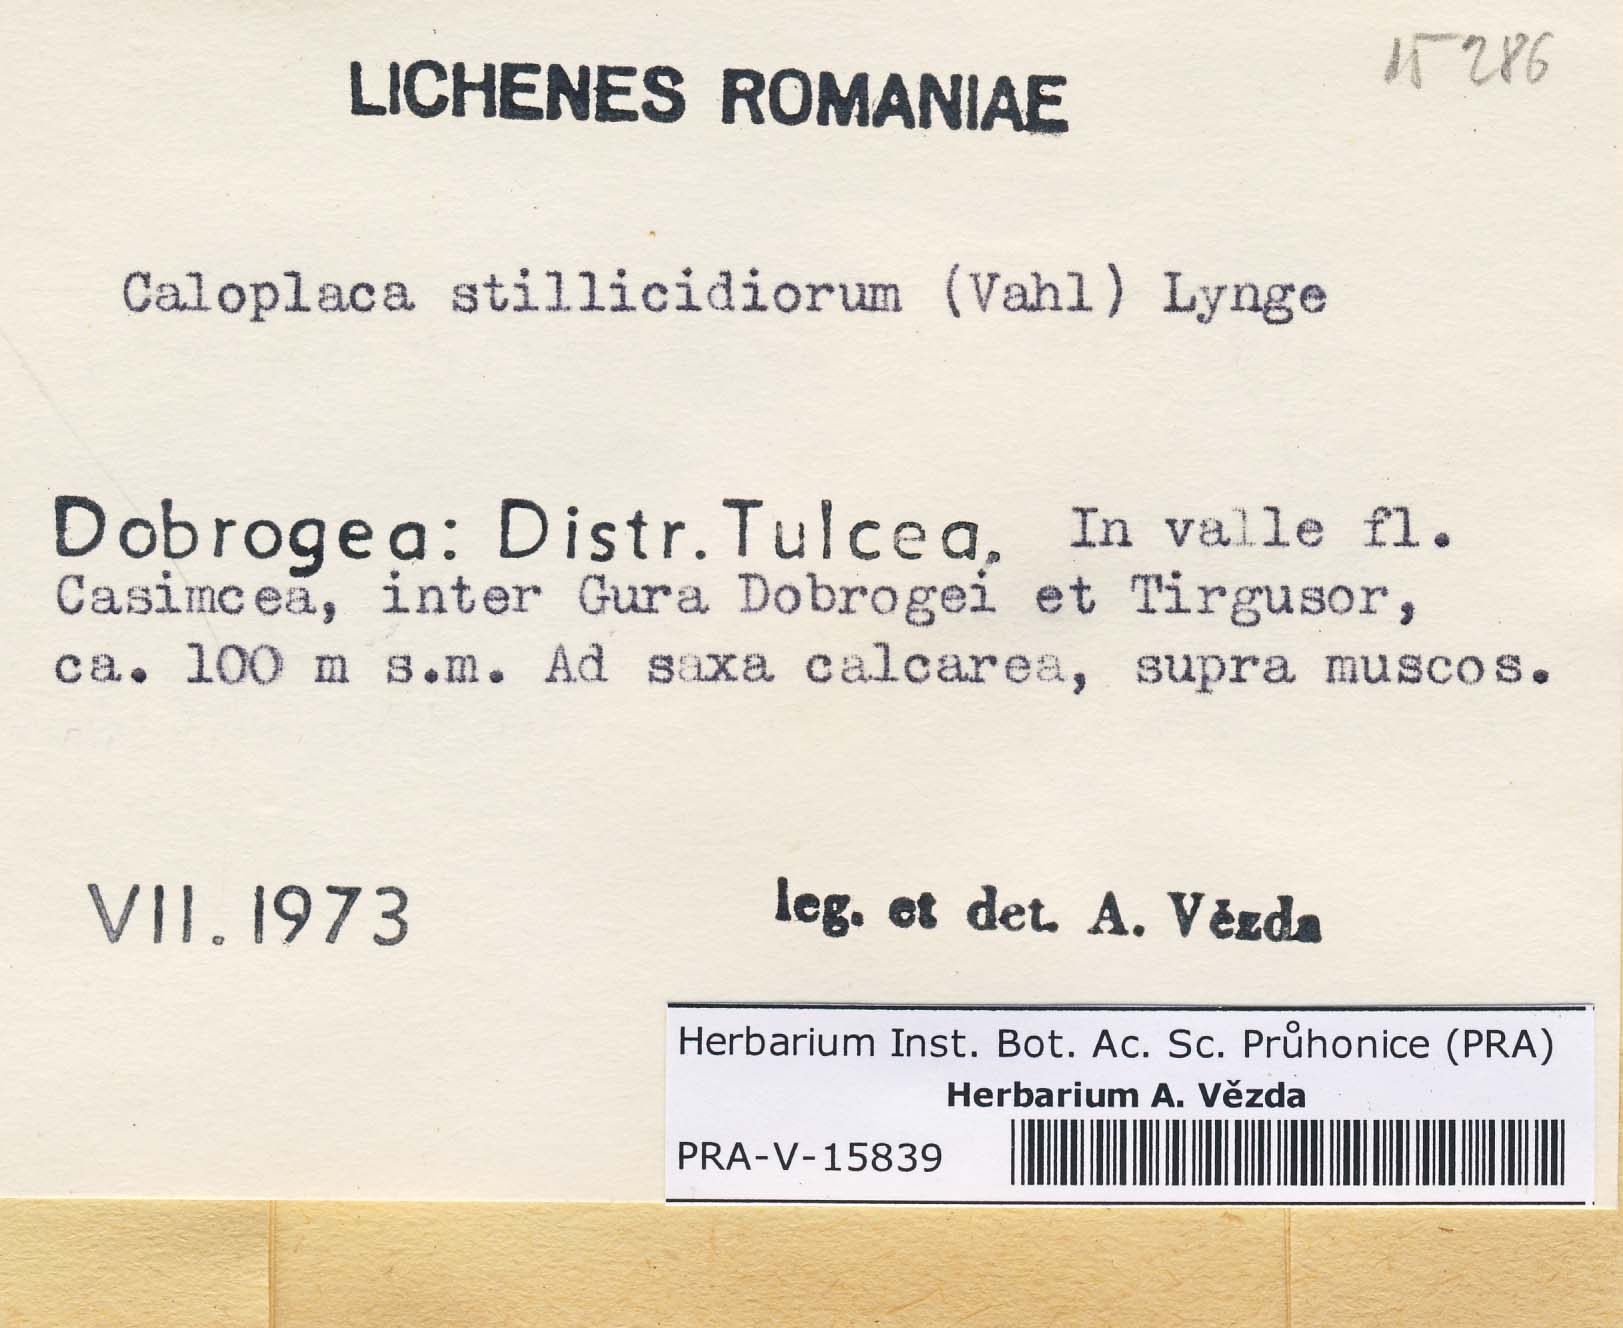 15286
LICHENES ROMANIAE
Caloplaca stillicidiorum (Vahl) Lynge
Dobrogea: Distr. Tulcea. In valle fl.
Casimcea, inter Gura Dobrogei et Tirgusor,
ca. 100 m s.m. Ad saxa calcarea, supra muscos.
VII. 1973
leg. et det. A. Vězda
Herbarium Inst. Bot. Ac. Sc. Průhonice (PRA)
Herbarium A. Vězda
PRA-V-15839